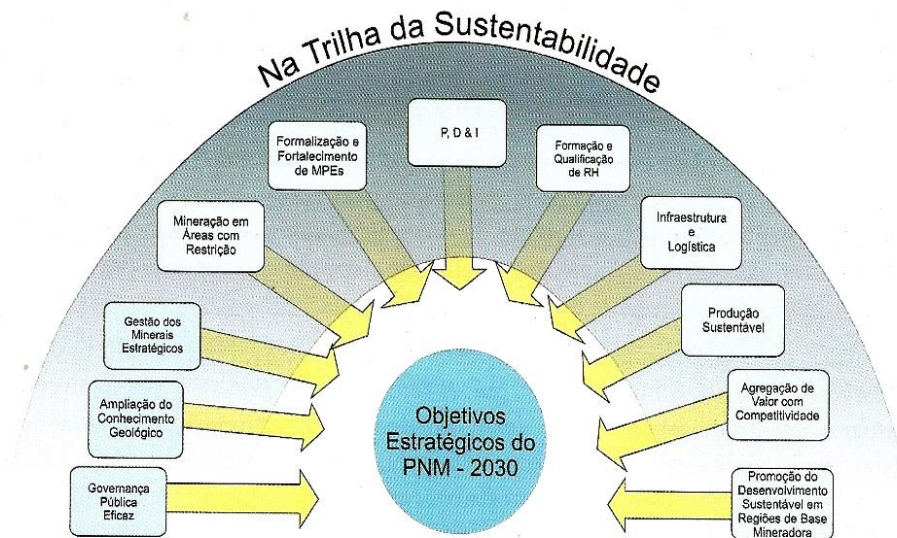 Na Trilha da Sustentabilidade
P, D & I
Formalização e
Fortalecimento
de MPEs
Formação e
Qualificação
de RH
Mineração em
Áreas com
Restrição
Infraestrutura
e
Logística
Gestão dos
Minerais
Estratégicos
Produção
Sustentável
Ampliação do
Conhecimento
Geológico
Agregação de
Valor com
Competitividade
Governança
Pública
Eficaz
Promoção do
Desenvolvimento
Sustentável em
Regiões de Base
Mineradora
Objetivos
Estratégicos do
PNM - 2030